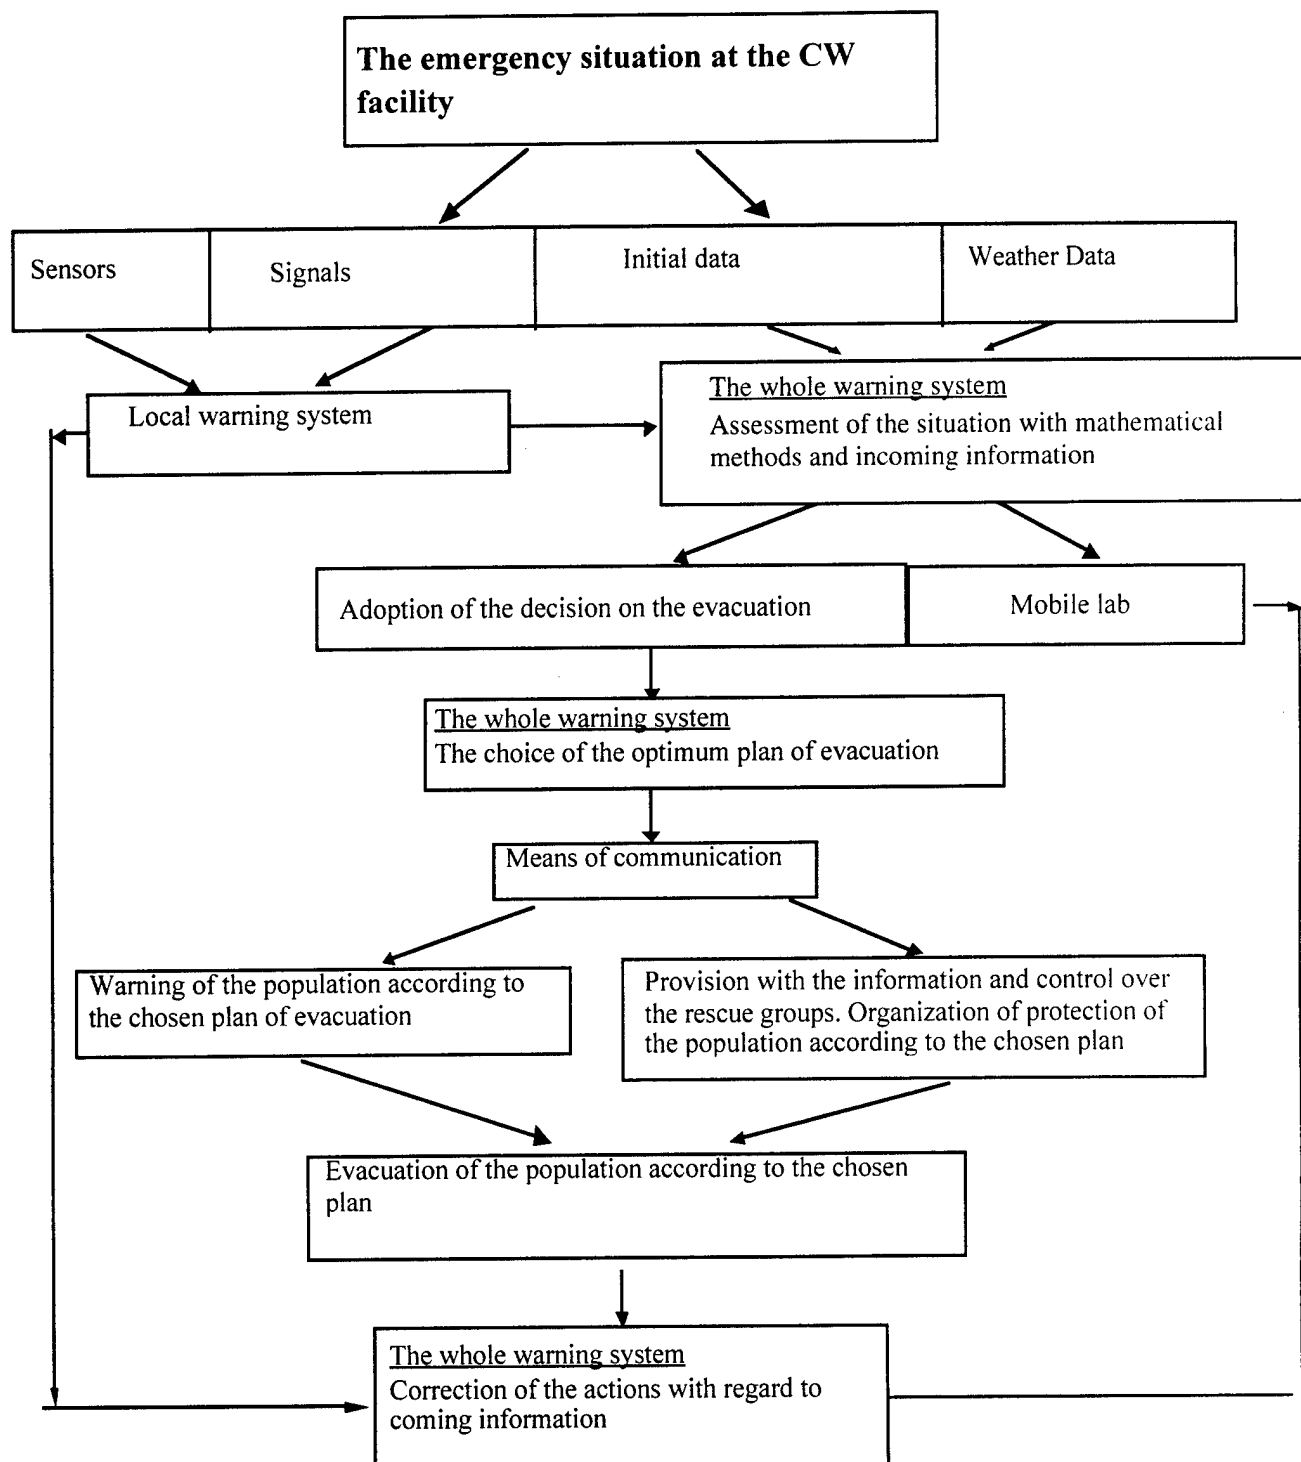 The emergency situation at the CW
facility
Sensors
Signals
Initial data
Weather Data
Local warning system
The whole warning system
Assessment of the situation with mathematical
methods and incoming information
Adoption of the decision on the evacuation
Mobile lab
The whole warning system
The choice of the optimum plan of evacuation
Means of communication
Warning of the population according to
the chosen plan of evacuation
Provision with the information and control over
the rescue groups. Organization of protection of
the population according to the chosen plan
Evacuation of the population according to the chosen
plan
The whole warning system
Correction of the actions with regard to
coming information